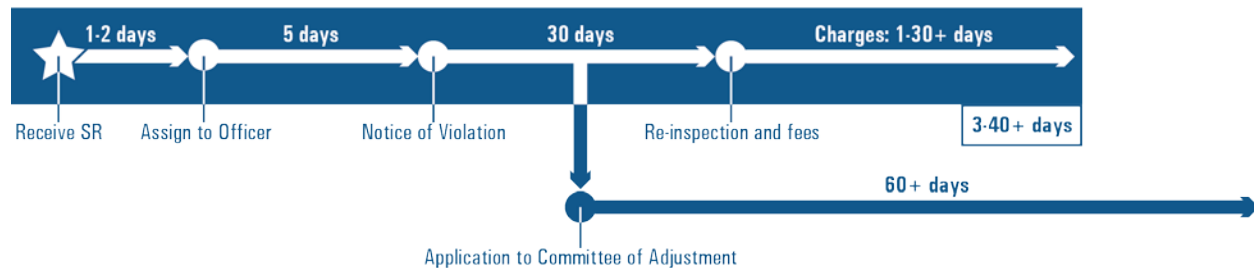 1-2 days
5 days
30 days
Charges: 1-30+ days
Receive SR
Assign to Officer
Notice of Violation
Re-inspection and fees
3-40+ days
60+ days
Application to Committee of Adjustment